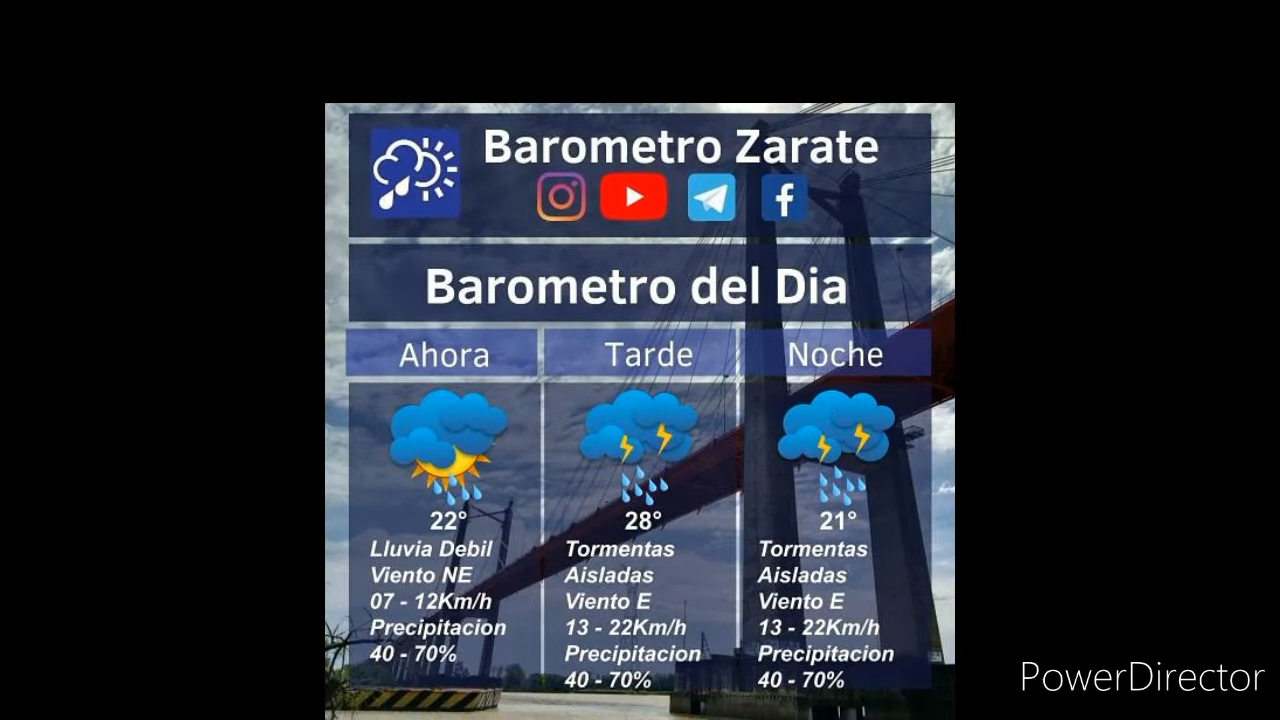 Barometro Zarate
Barometro del Dia
Ahora
Tarde
Noche
22°
Lluvia Debil
Viento NE
07 - 12Km/h
Precipitacion
40 - 70%
28°
Tormentas
Aisladas
Viento E
13 - 22Km/h
Precipitacion
40 - 70%
21°
Tormentas
Aisladas
Viento E
13 - 22Km/h
Precipitacion
40 - 70%
PowerDirector